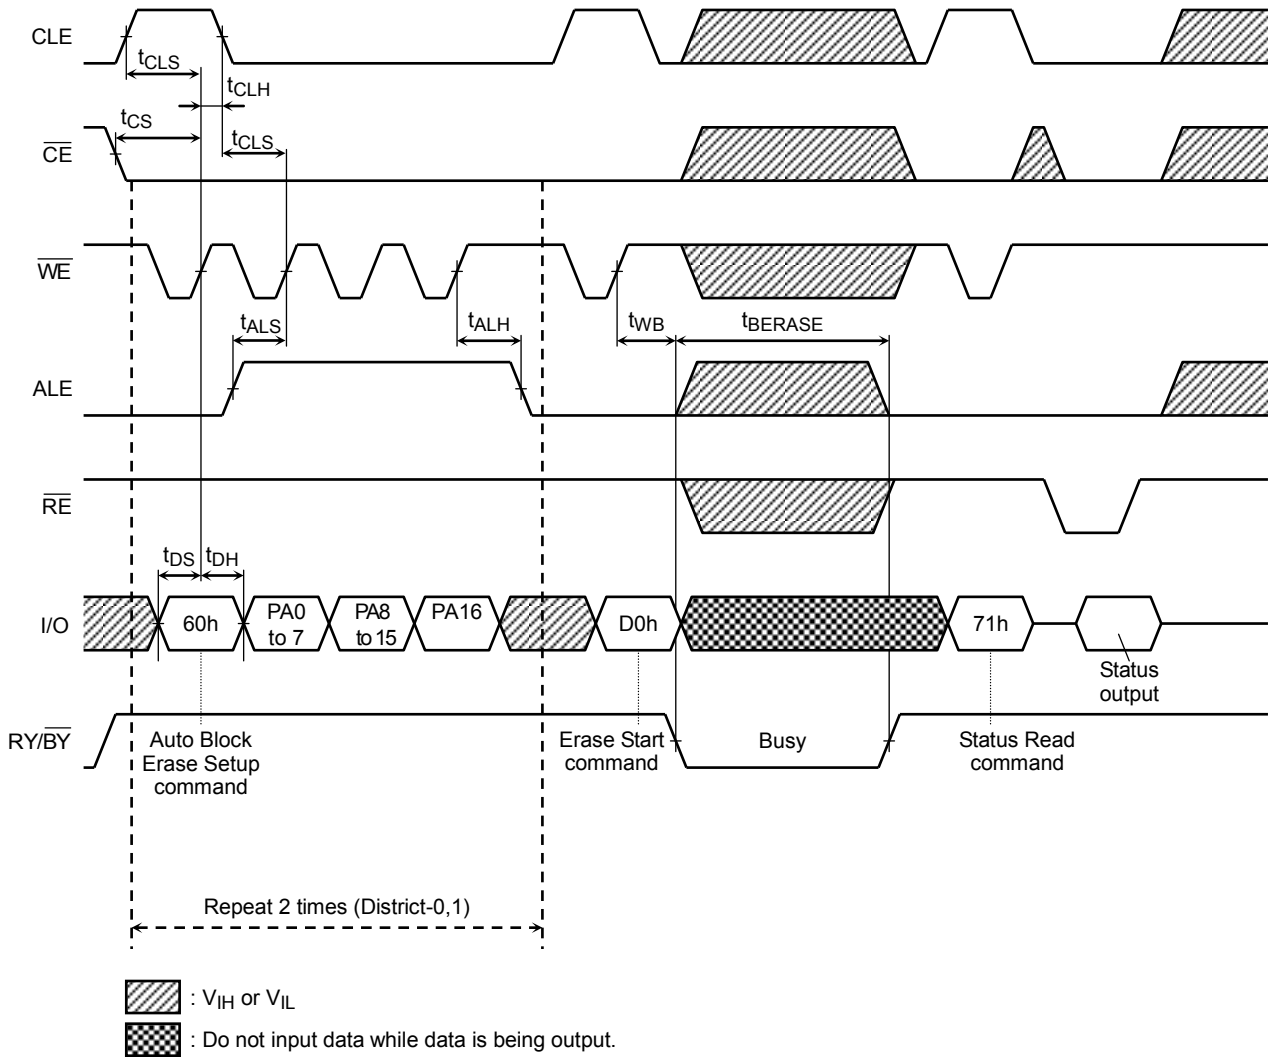 CLE
tCLS
tCLH
tCS
tCLS
CE
WE
tALS
tALH
tWB
tBERASE
ALE
RE
tDS
tDH
I/O
60h
PA0
to 7
PA8
to 15
PA16
D0h
71h
Status
output
RY/BY
Auto Block
Erase Setup
command
Erase Start
command
Busy
Status Read
command
Repeat 2 times (District-0,1)
: VIH or VIL
: Do not input data while data is being output.